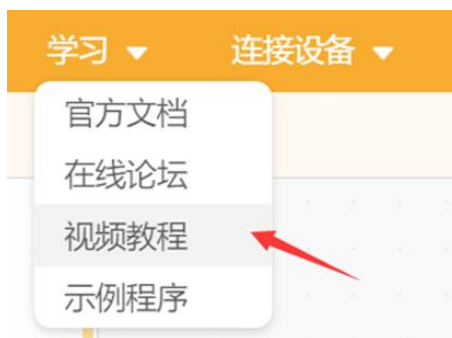 学习 连接设备
官方文档
在线论坛
视频教程
示例程序